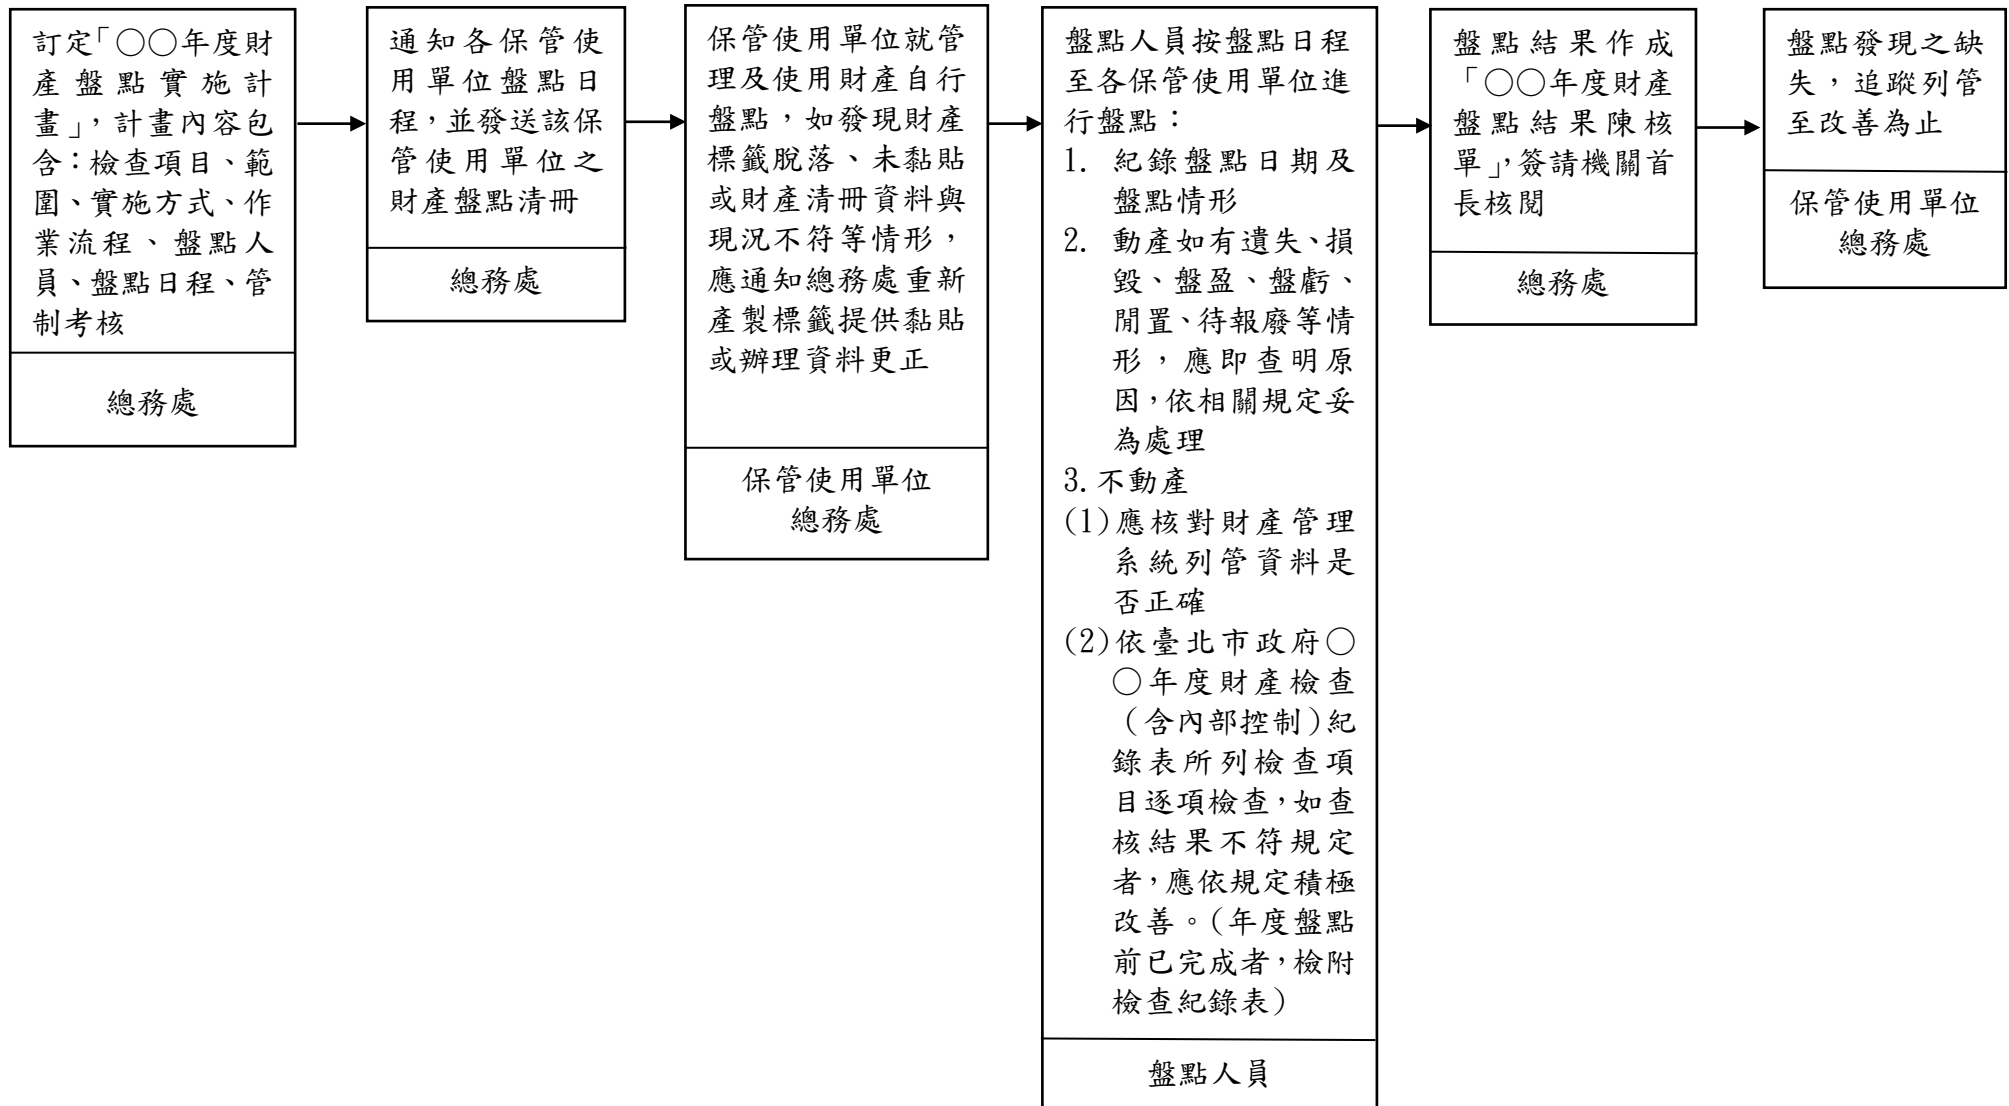 訂定「○○年度財
產盤點實施計
畫」，計畫內容包
含：檢查項目、範
圍、實施方式、作
業流程、盤點人
員、盤點日程、管
制考核
總務處
通知各保管使
用單位盤點日
程，並發送該保
管使用單位之
財產盤點清冊
總務處
保管使用單位就管
理及使用財產自行
盤點，如發現財產
標籤脫落、未黏貼
或財產清冊資料與
現況不符等情形，
應通知總務處重新
產製標籤提供黏貼
或辦理資料更正
保管使用單位
總務處
盤點人員按盤點日程
至各保管使用單位進
行盤點：
1. 紀錄盤點日期及
盤點情形
2. 動產如有遺失、損
毀、盤盈、盤虧、
閒置、待報廢等情
形，應即查明原
因，依相關規定妥
為處理
3. 不動產
(1)應核對財產管理
系統列管資料是
否正確
(2)依臺北市政府○
○年度財產檢查
（含內部控制）紀
錄表所列檢查項
目逐項檢查，如查
核結果不符規定
者，應依規定積極
改善。（年度盤點
前已完成者，檢附
檢查紀錄表）
盤點人員
盤點結果作成
「○○年度財產
盤點結果陳核
單」，簽請機關首
長核閱
總務處
盤點發現之缺
失，追蹤列管
至改善為止
保管使用單位
總務處